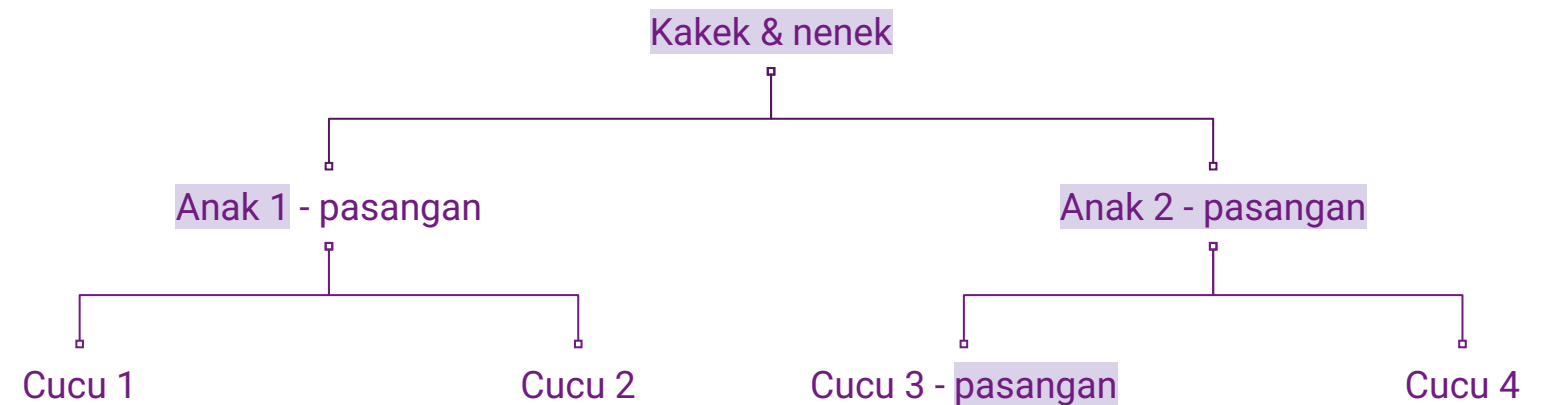 Kakek & nenek
Anak 1 - pasangan
Anak 2 - pasangan
Cucu 1
Cucu 2
Cucu 3 - pasangan
Cucu 4